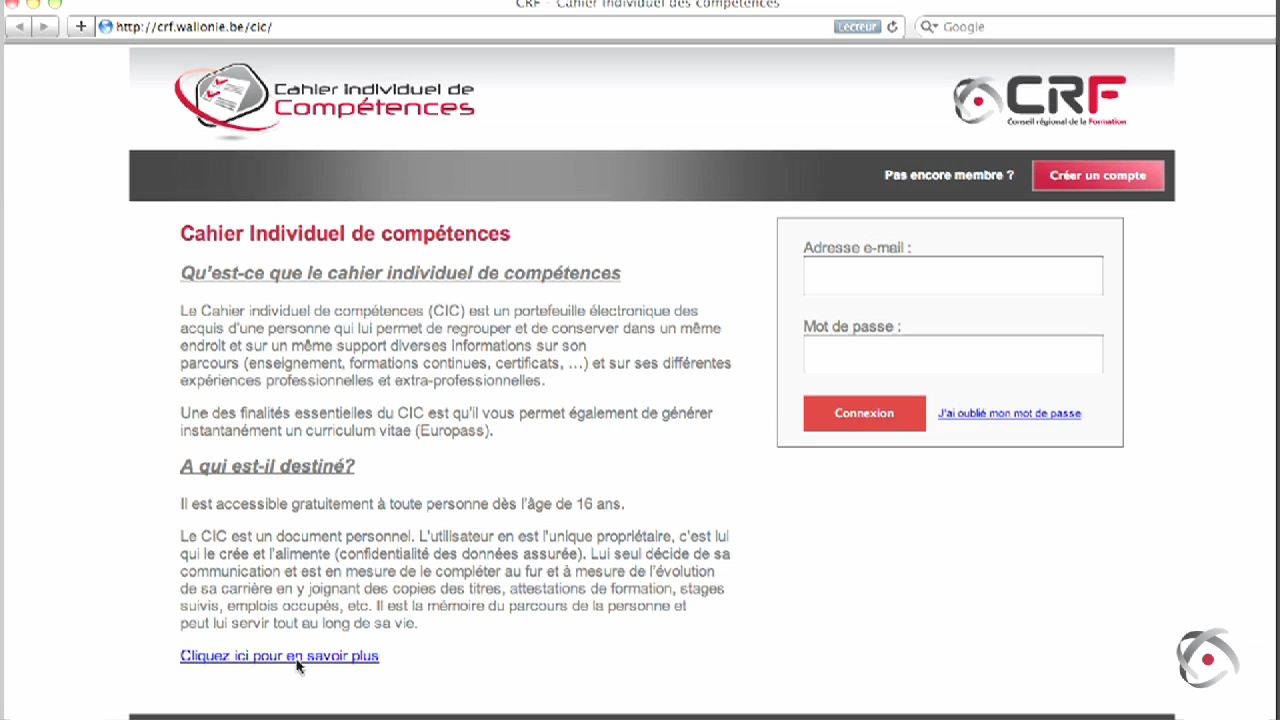 CRF - Cahier Individuel des compétences
http://crf.wallonie.be/cic/
Lecteur
Google
Cahier Individuel de
Compétences
CRF
Conseil régional de la Formation
Pas encore membre ?
Créer un compte
Cahier Individuel de compétences
Qu'est-ce que le cahier individuel de compétences
Le Cahier individuel de compétences (CIC) est un portefeuille électronique des
acquis d'une personne qui lui permet de regrouper et de conserver dans un même
endroit et sur un même support diverses informations sur son
parcours (enseignement, formations continues, certificats, …) et sur ses différentes
expériences professionnelles et extra-professionnelles.
Une des finalités essentielles du CIC est qu'il vous permet également de générer
instantanément un curriculum vitae (Europass).
A qui est-il destiné?
Il est accessible gratuitement à toute personne dès l'âge de 16 ans.
Le CIC est un document personnel. L'utilisateur en est l'unique propriétaire, c'est lui
qui le crée et l'alimente (confidentialité des données assurée). Lui seul décide de sa
communication et est en mesure de le compléter au fur et à mesure de l'évolution
de sa carrière en y joignant des copies des titres, attestations de formation, stages
suivis, emplois occupés, etc. Il est la mémoire du parcours de la personne et
peut lui servir tout au long de sa vie.
Cliquez ici pour en savoir plus
Adresse e-mail :
Mot de passe :
Connexion
J'ai oublié mon mot de passe